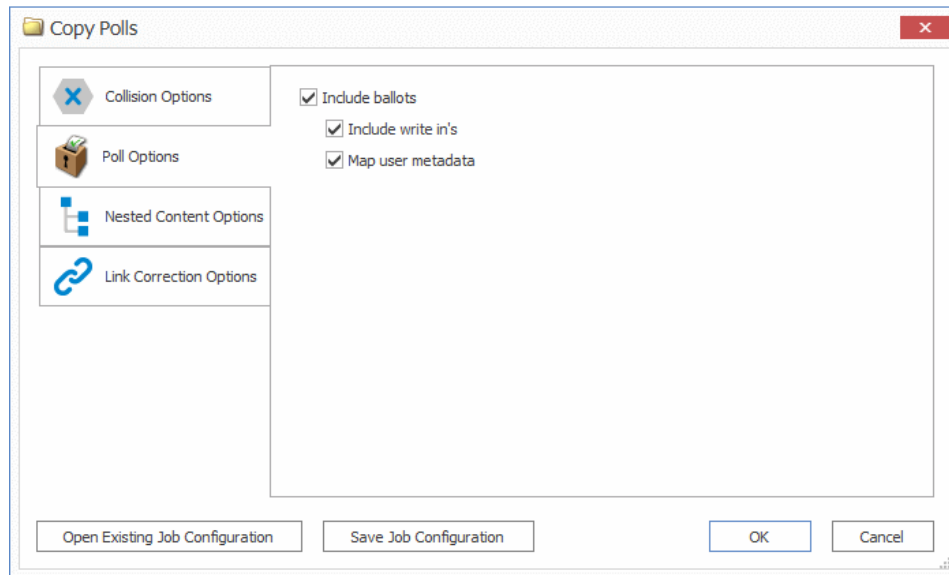 Copy Polls
Collision Options
Poll Options
Nested Content Options
Link Correction Options
Include ballots
Include write in's
Map user metadata
Open Existing Job Configuration
Save Job Configuration
OK
Cancel